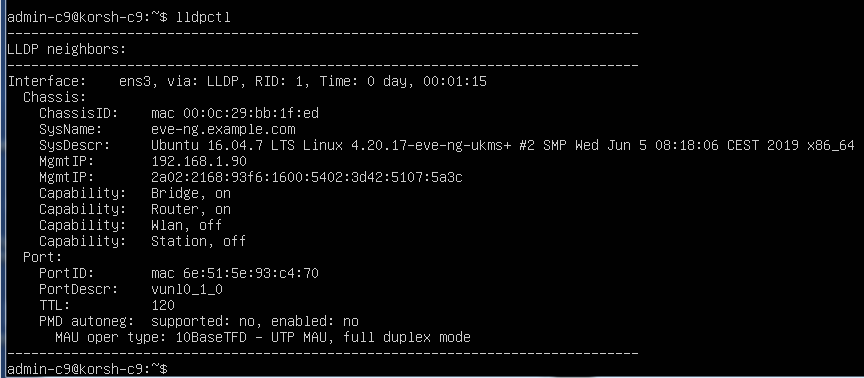 admin-c9@korsh-c9:~$ lldpctl
-------------------------------------------------------------------------------
LLDP neighbors:
-------------------------------------------------------------------------------
Interface:    ens3, via: LLDP, RID: 1, Time: 0 day, 00:01:15
  Chassis:
    ChassisID:    mac 00:0c:29:bb:1f:ed
    SysName:      eve-ng.example.com
    SysDescr:     Ubuntu 16.04.7 LTS Linux 4.20.17-eve-ng-ukms+ #2 SMP Wed Jun 5 08:18:06 CEST 2019 x86_64
    MgmtIP:       192.168.1.90
    MgmtIP:       2a02:2168:93f6:1600:5402:3d42:5107:5a3c
    Capability:   Bridge, on
    Capability:   Router, on
    Capability:   Wlan, off
    Capability:   Station, off
  Port:
    PortID:       mac 6e:51:5e:93:c4:70
    PortDescr:    vunl0_1_0
    TTL:          120
    PMD autoneg:  supported: no, enabled: no
      MAU oper type: 10BaseTFD - UTP MAU, full duplex mode
-------------------------------------------------------------------------------
admin-c9@korsh-c9:~$